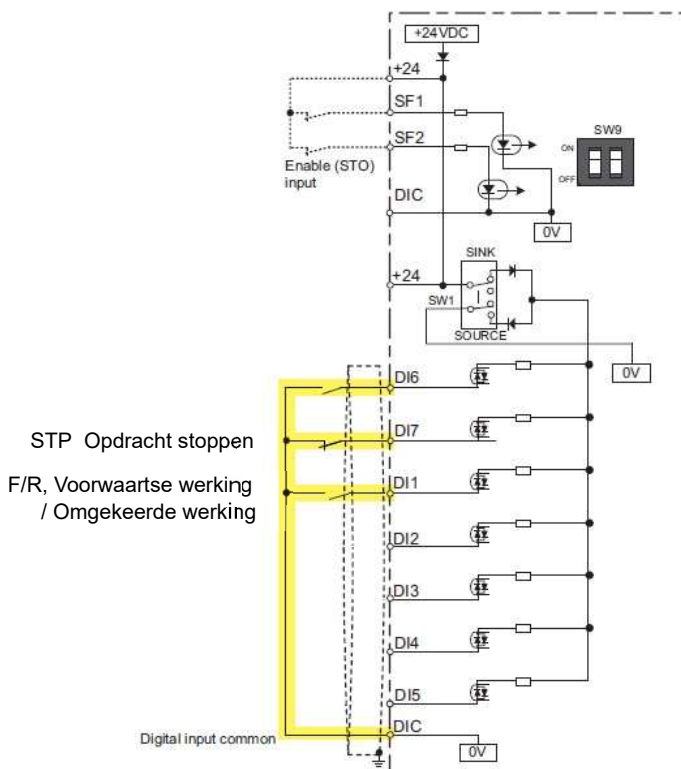 +24VDC
+24
SF1
SW9
ON
SF2
OFF
Enable (STO)
input
DIC
0V
SINK
+24
SW1
SOURCE
0V
DI6
STP Opdracht stoppen
DI7
F/R, Voorwaartse werking
/ Omgekeerde werking
DI1
DI2
DI3
DI4
DI5
DIC
Digital input common
0V